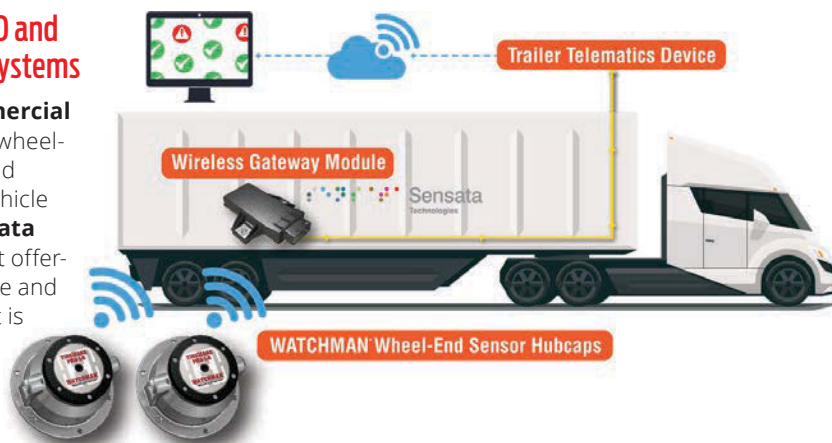 O and
ystems
mercial
wheel-
d
hicle
ata
t offer-
e and
t is
Trailer Telematics Device
Wireless Gateway Module
Sensata
Technologies
WATCHMAN Wheel-End Sensor Hubcaps
WATCHMAN